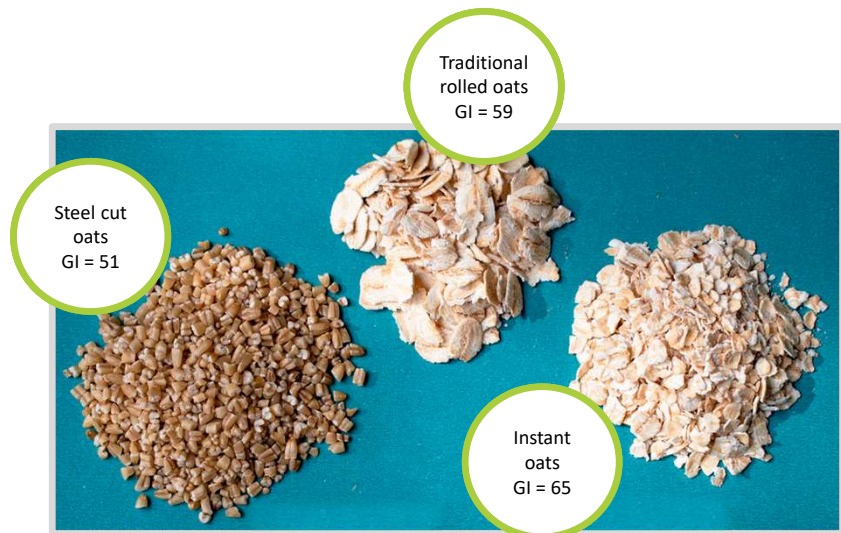 Traditional
rolled oats
GI = 59
Steel cut
oats
GI = 51
Instant
oats
GI = 65